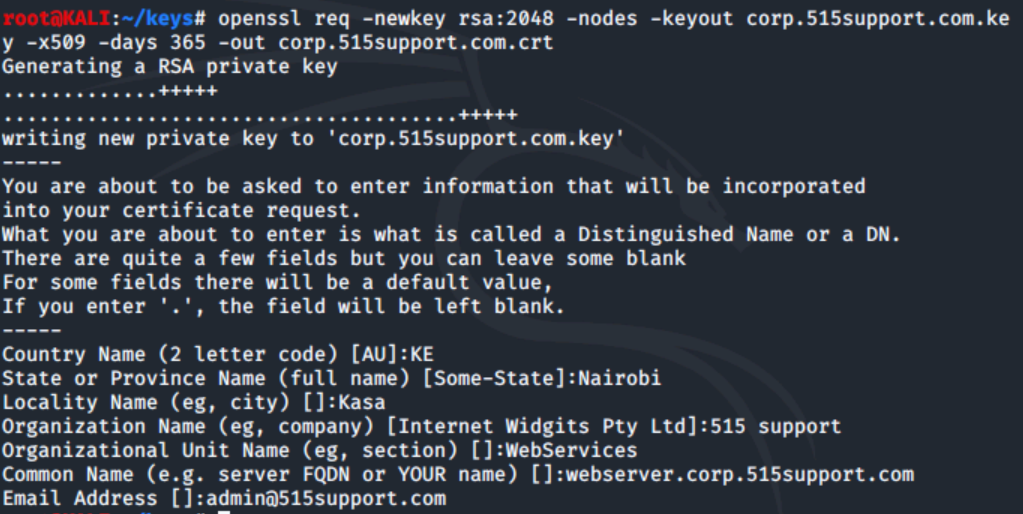 root@KALI:~/keys# openssl req -newkey rsa:2048 -nodes -keyout corp.515support.com.ke
y -x509 -days 365 -out corp.515support.com.crt
Generating a RSA private key
.............+++++
......................................+++++
writing new private key to 'corp.515support.com.key'
-----
You are about to be asked to enter information that will be incorporated
into your certificate request.
What you are about to enter is what is called a Distinguished Name or a DN.
There are quite a few fields but you can leave some blank
For some fields there will be a default value,
If you enter '.', the field will be left blank.
-----
Country Name (2 letter code) [AU]:KE
State or Province Name (full name) [Some-State]:Nairobi
Locality Name (eg, city) []:Kasa
Organization Name (eg, company) [Internet Widgits Pty Ltd]:515 support
Organizational Unit Name (eg, section) []:WebServices
Common Name (e.g. server FQDN or YOUR name) []:webserver.corp.515support.com
Email Address []:admin@515support.com